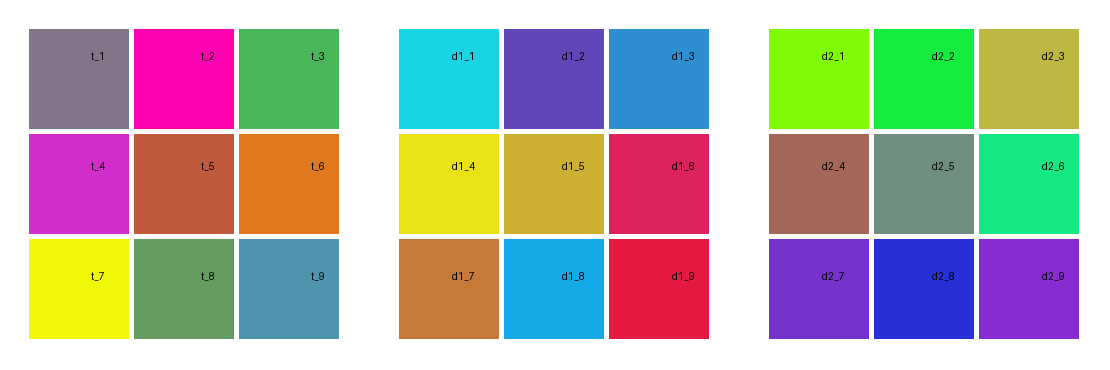 t_1 t_2 t_3 d1_1 d1_2 d1_3 d2_1 d2_2 d2_3
t_4 t_5 t_6 d1_4 d1_5 d1_6 d2_4 d2_5 d2_6
t_7 t_8 t_9 d1_7 d1_8 d1_9 d2_7 d2_8 d2_9